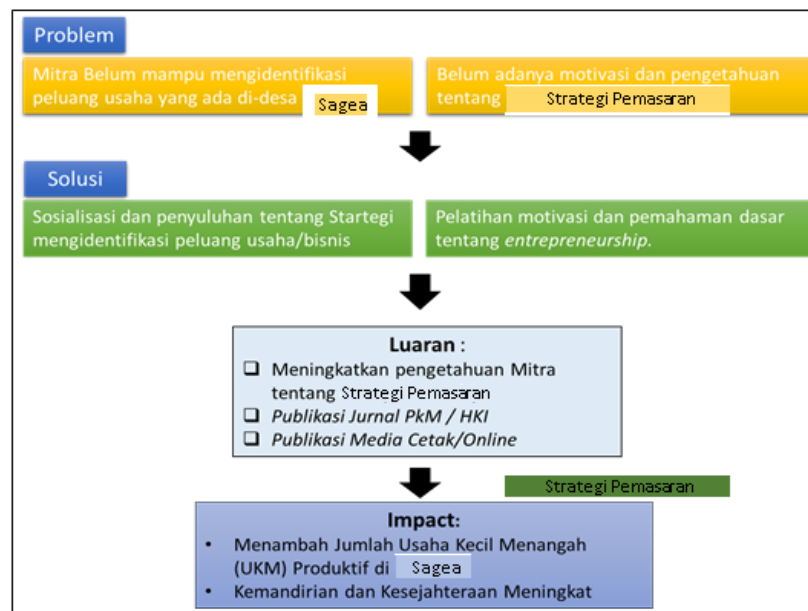 Problem
Mitra Belum mampu mengidentifikasi
peluang usaha yang ada di-desa Sagea
Belum adanya motivasi dan pengetahuan
tentang Strategi Pemasaran
Solusi
Sosialisasi dan penyuluhan tentang Startegi
mengidentifikasi peluang usaha/bisnis
Pelatihan motivasi dan pemahaman dasar
tentang entrepreneurship.
Luaran :
❑ Meningkatkan pengetahuan Mitra
tentang Strategi Pemasaran
❑ Publikasi Jurnal PkM / HKI
❑ Publikasi Media Cetak/Online
Strategi Pemasaran
Impact:
• Menambah Jumlah Usaha Kecil Menangah
(UKM) Produktif di Sagea
• Kemandirian dan Kesejahteraan Meningkat